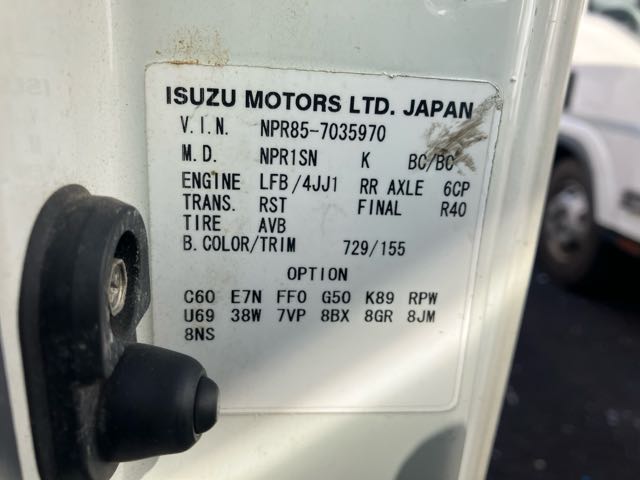 ISUZU MOTORS LTD. JAPAN
V.I.N. NPR85-7035970
M.D. NPR1SN K BC/BC
ENGINE LFB/4JJ1 RR AXLE 6CP
TRANS. RST FINAL R40
TIRE AVB
B.COLOR/TRIM 729/155
OPTION
C60 E7N FF0 G50 K89 RPW
U69 38W 7VP 8BX 8GR 8JM
8NS